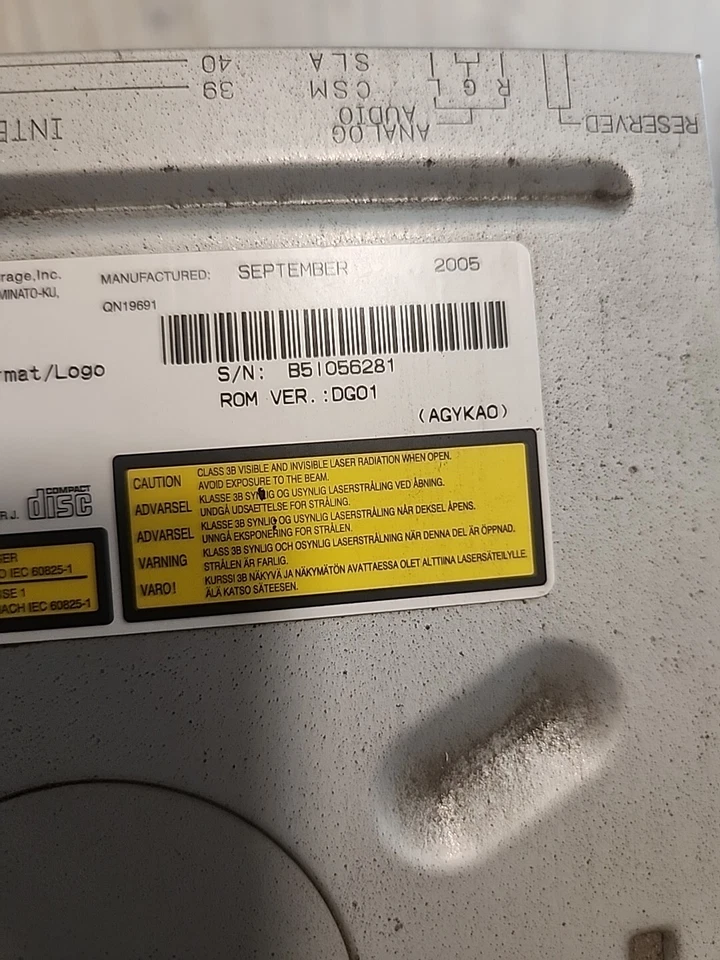 40
S L A
39
C S M
R G L
ANALOG
AUDIO
RESERVED
INTE
rage,Inc.
MINATO-KU,
MANUFACTURED: SEPTEMBER 2005
QN19691
rmat/Logo
S/N: B5I056281
ROM VER.:DG01
(AGYKAO)
COMPACT
disc
R J.
CAUTION CLASS 3B VISIBLE AND INVISIBLE LASER RADIATION WHEN OPEN.
AVOID EXPOSURE TO THE BEAM.
ADVARSEL KLASSE 3B SYNLIG OG USYNLIG LASERSTRÅLING VED ÅBNING.
UNDGÅ UDSAETTELSE FOR STRÅLING.
ADVARSEL KLASSE 3B SYNLIG OG USYNLIG LASERSTRÅLING NÅR DEKSEL ÅPENS.
UNNGÅ EKSPONERING FOR STRÅLEN.
VARNING KLASS 3B SYNLIG OCH OSYNLIG LASERSTRÅLNING NÄR DENNA DEL ÄR ÖPPNAD.
STRÅLEN ÄR FARLIG.
VARO! KURSSI 3B NÄKYVÄ JA NÄKYMÄTÖN AVATTAESSA OLET ALTTIINA LASERSÄTEILYLLE.
ÄLÄ KATSO SÄTEESEN.
SER
O IEC 60825-1
SE 1
NACH IEC 60825-1